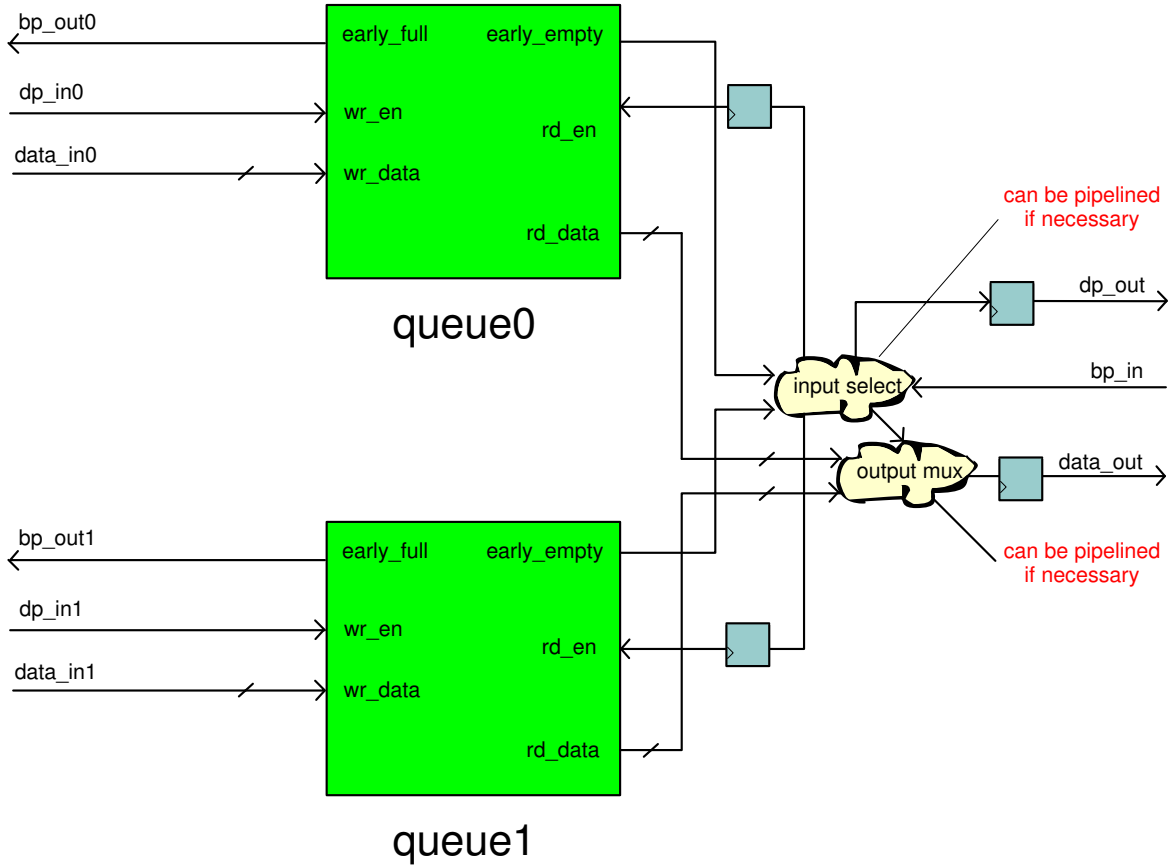 bp_out0
early_full
early_empty
dp_in0
wr_en
rd_en
data_in0
wr_data
rd_data
queue0
can be pipelined
if necessary
dp_out
bp_in
input select
output mux
data_out
can be pipelined
if necessary
bp_out1
early_full
early_empty
dp_in1
wr_en
rd_en
data_in1
wr_data
rd_data
queue1